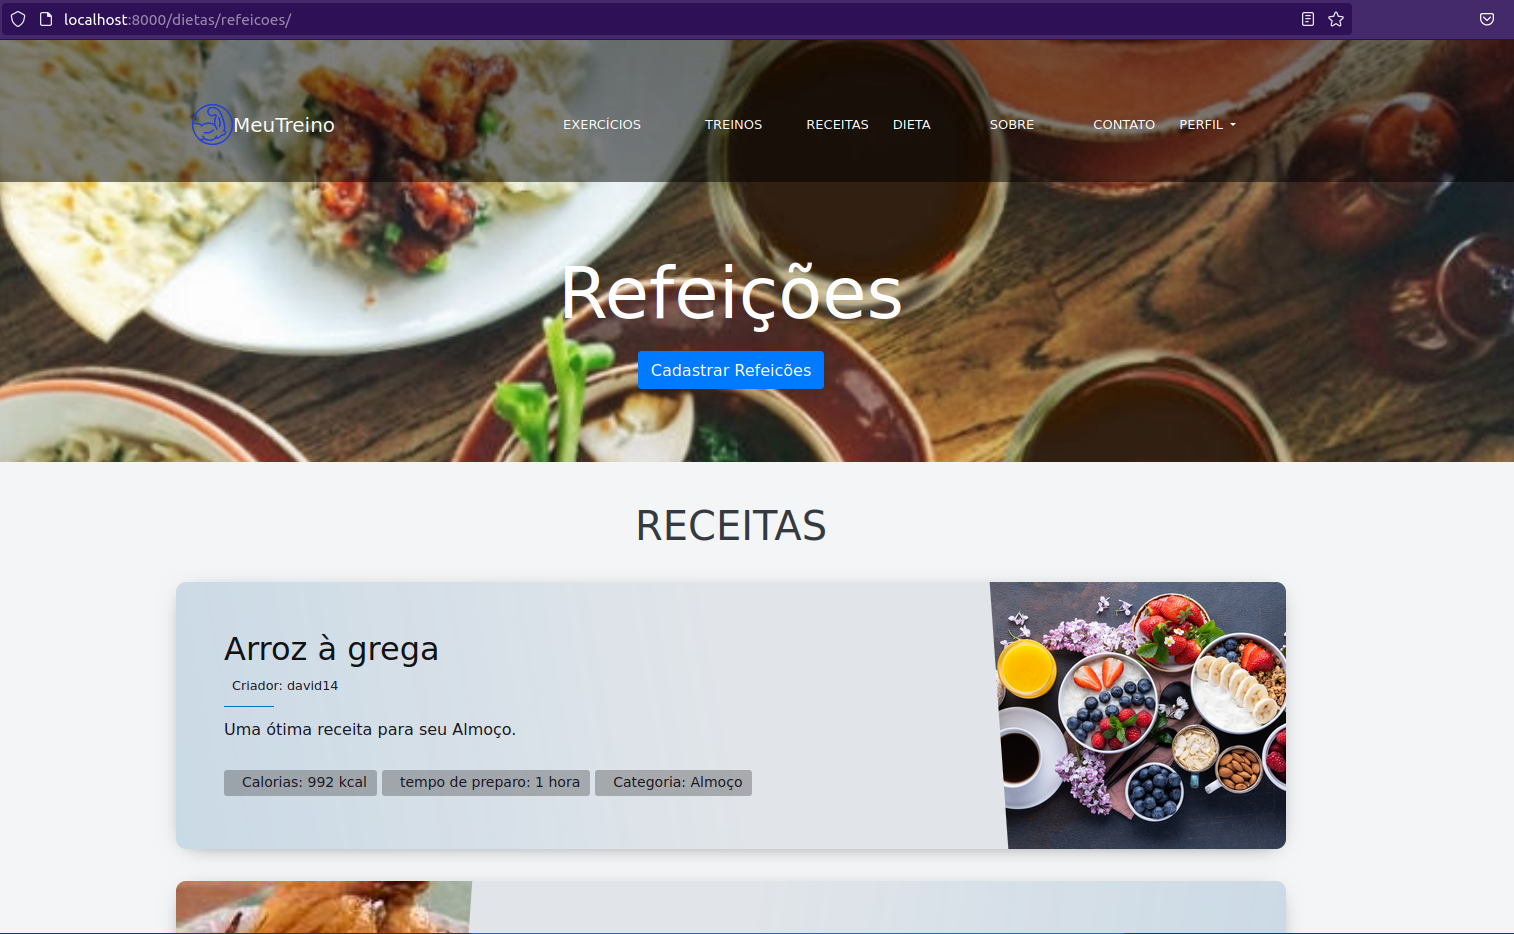 localhost:8000/dietas/refeicoes/
MeuTreino
EXERCÍCIOS TREINOS RECEITAS DIETA SOBRE CONTATO PERFIL
Refeições
Cadastrar Refeicões
RECEITAS
Arroz à grega
Criador: david14
Uma ótima receita para seu Almoço.
Calorias: 992 kcal tempo de preparo: 1 hora Categoria: Almoço